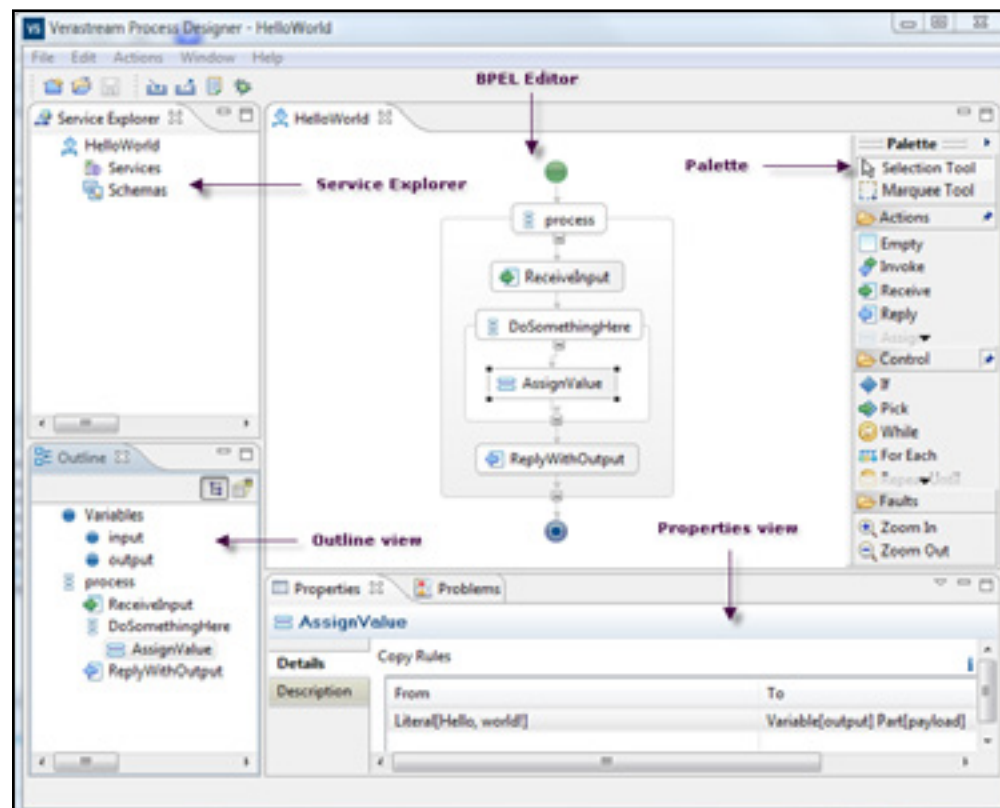 VS Verastream Process Designer - HelloWorld
File Edit Actions Window Help
BPEL Editor
Service Explorer
HelloWorld
Services
Schemas
Service Explorer
HelloWorld
process
ReceiveInput
DoSomethingHere
AssignValue
ReplyWithOutput
Palette
Palette
Selection Tool
Marquee Tool
Actions
Empty
Invoke
Receive
Reply
Assign
Control
If
Pick
While
For Each
Faults
Zoom In
Zoom Out
Outline
Variables
input
output
process
ReceiveInput
DoSomethingHere
AssignValue
ReplyWithOutput
Outline view
Properties view
Properties
Problems
AssignValue
Details
Description
Copy Rules
From To
Literal[Hello, world!] Variable[output] Part[payload]